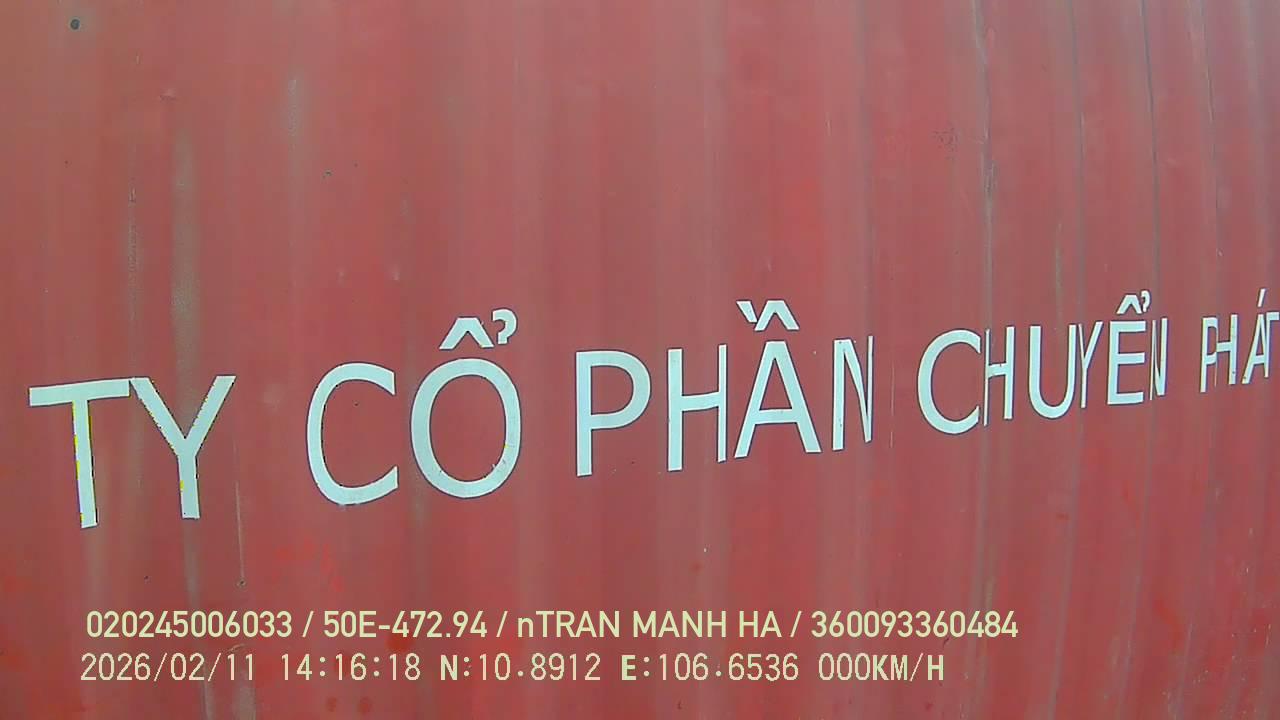 TY CỔ PHẦN CHUYỂN PHÁT
020245006033 / 50E-472.94 / nTRAN MANH HA / 360093360484
2026/02/11 14:16:18 N:10.8912 E:106.6536 000KM/H